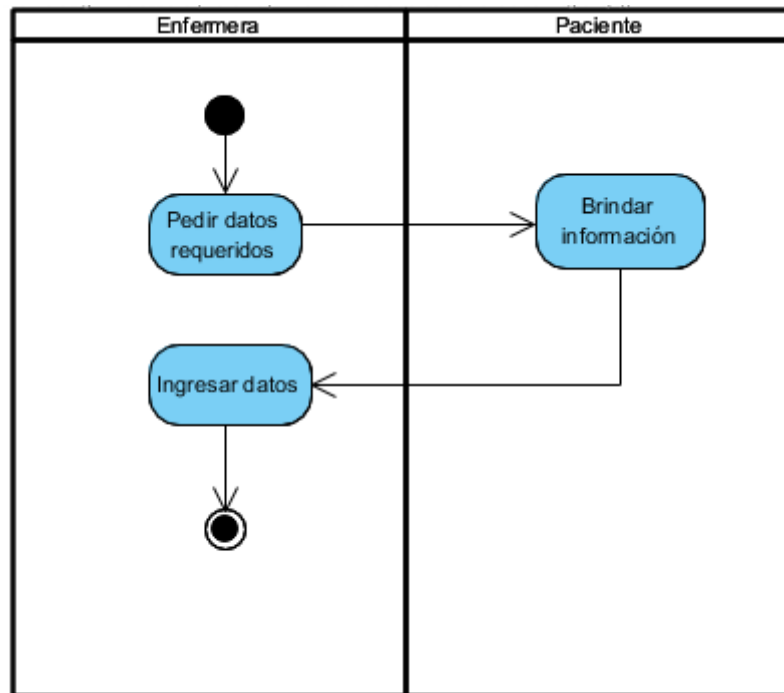 Enfermera
Paciente
Pedir datos
requeridos
Brindar
información
Ingresar datos